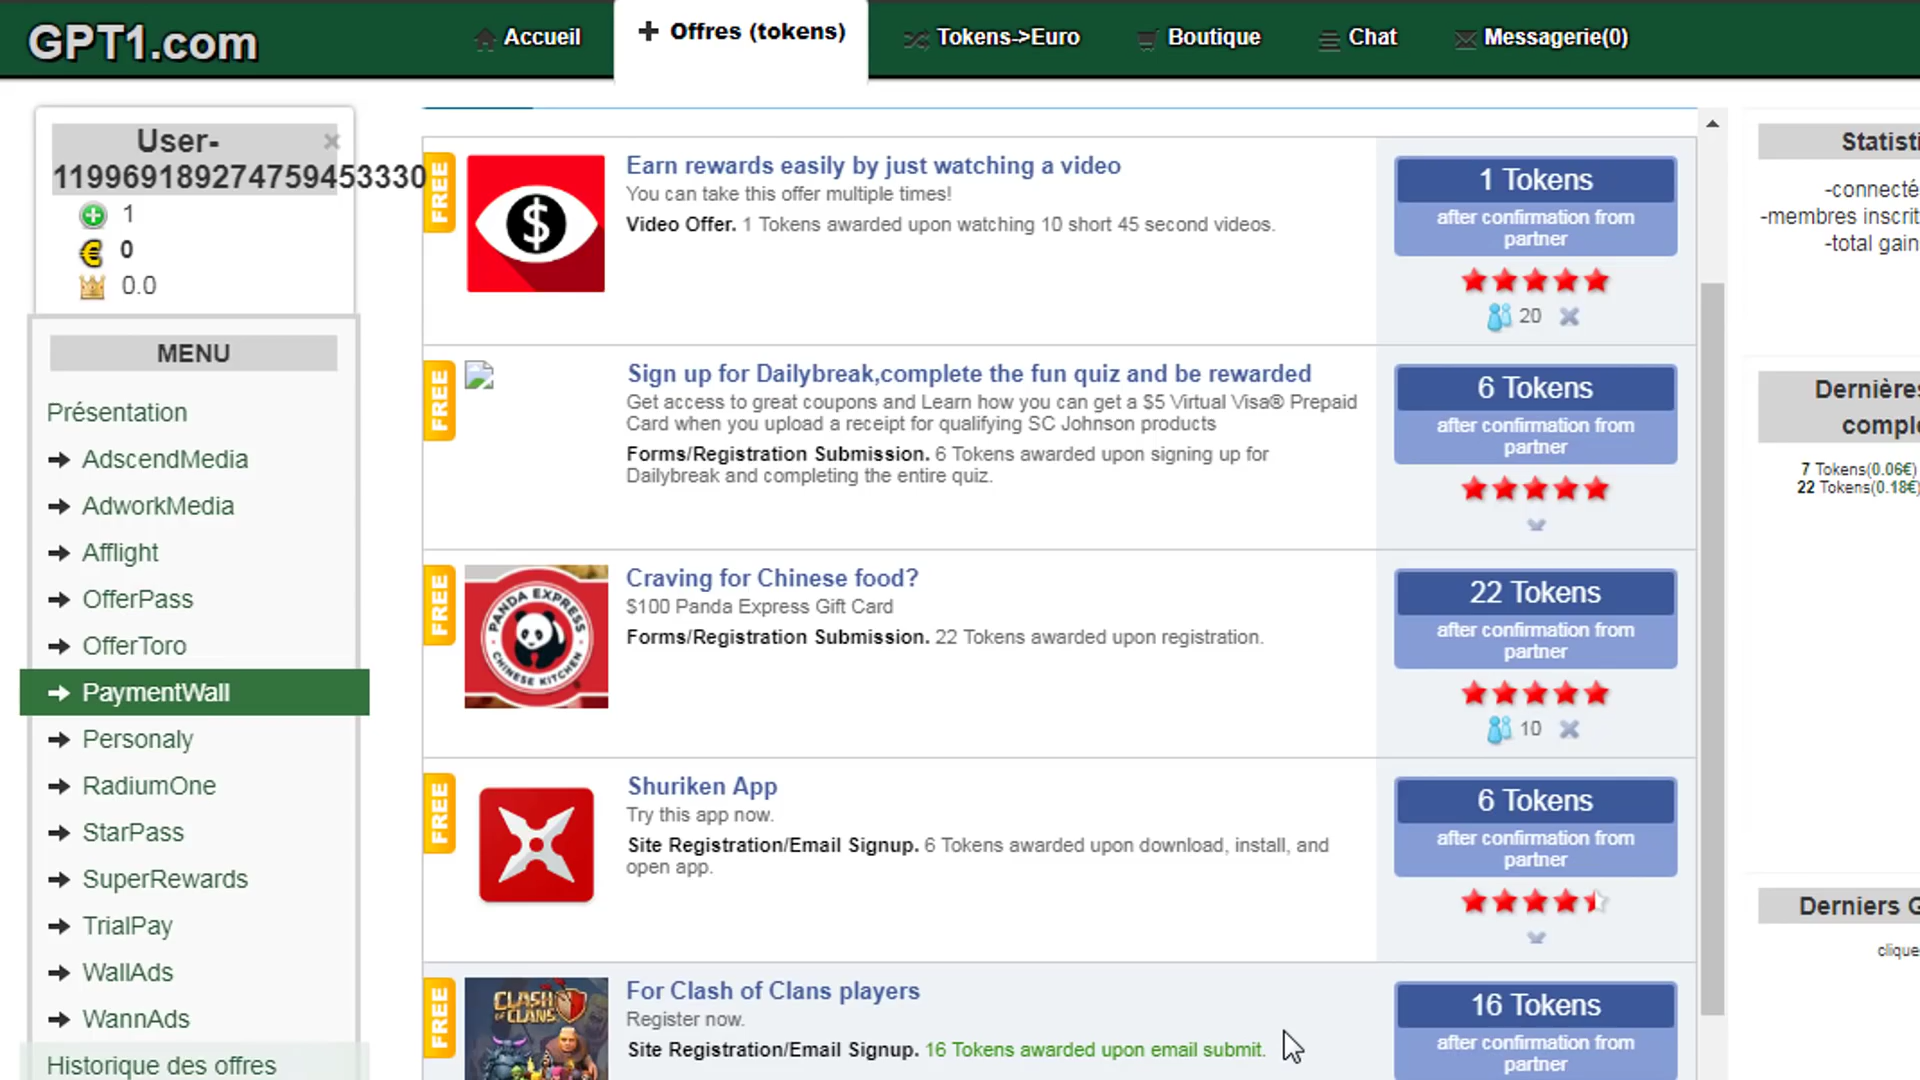 GPT1.com
Accueil
Offres (tokens)
Tokens->Euro
Boutique
Chat
Messagerie(0)
User-
119969189274759453330
1
0
0.0
MENU
Présentation
AdscendMedia
AdworkMedia
Afflight
OfferPass
OfferToro
PaymentWall
Personaly
RadiumOne
StarPass
SuperRewards
TrialPay
WallAds
WannAds
Historique des offres
FREE
Earn rewards easily by just watching a video
You can take this offer multiple times!
Video Offer. 1 Tokens awarded upon watching 10 short 45 second videos.
1 Tokens
after confirmation from
partner
20
FREE
Sign up for Dailybreak,complete the fun quiz and be rewarded
Get access to great coupons and Learn how you can get a $5 Virtual Visa® Prepaid
Card when you upload a receipt for qualifying SC Johnson products
Forms/Registration Submission. 6 Tokens awarded upon signing up for
Dailybreak and completing the entire quiz.
6 Tokens
after confirmation from
partner
FREE
PANDA EXPRESS
CHINESE KITCHEN
Craving for Chinese food?
$100 Panda Express Gift Card
Forms/Registration Submission. 22 Tokens awarded upon registration.
22 Tokens
after confirmation from
partner
10
FREE
Shuriken App
Try this app now.
Site Registration/Email Signup. 6 Tokens awarded upon download, install, and
open app.
6 Tokens
after confirmation from
partner
FREE
CLASH OF CLANS
For Clash of Clans players
Register now.
Site Registration/Email Signup. 16 Tokens awarded upon email submit.
16 Tokens
after confirmation from
partner
Statisti
-connecté
-membres inscrit
-total gain
Dernières
compl
7 Tokens(0.06€)
22 Tokens(0.18€)
Derniers G
clique